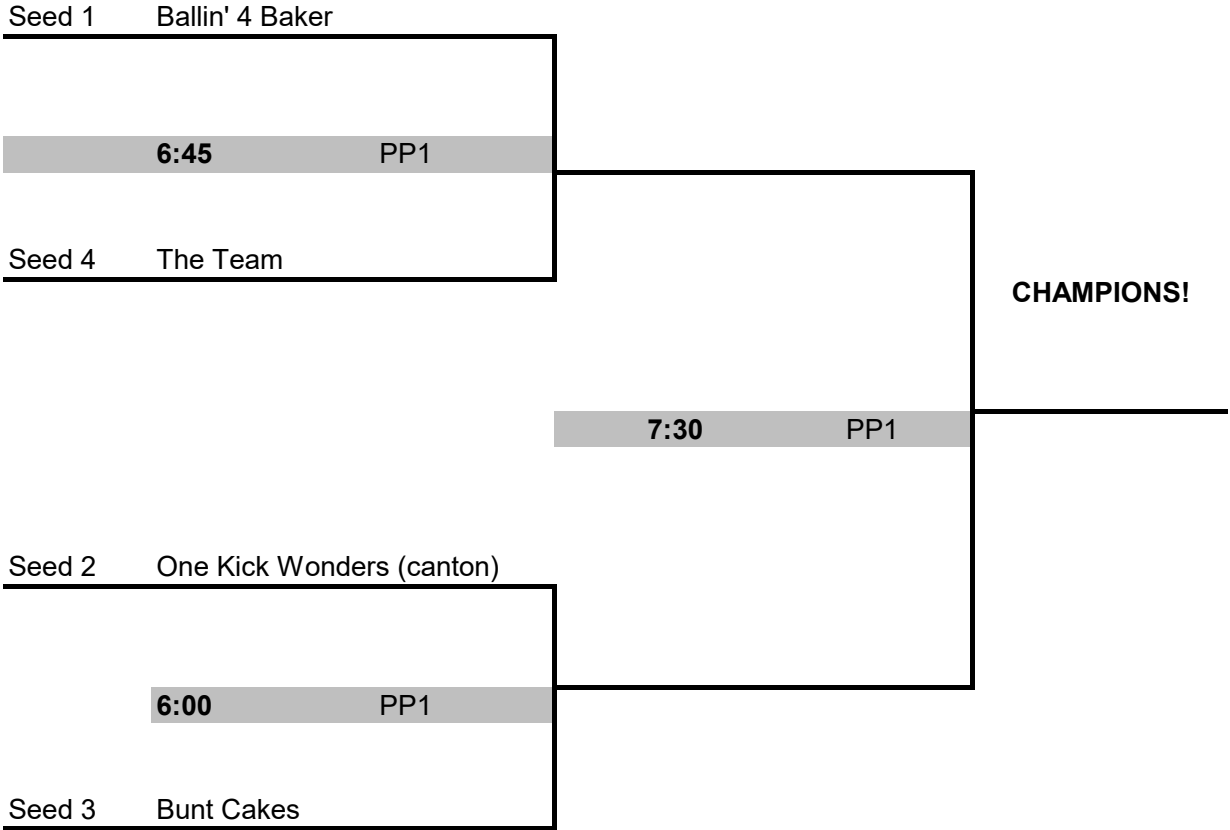 Seed 1 Ballin' 4 Baker
6:45 PP1
Seed 4 The Team
CHAMPIONS!
7:30 PP1
Seed 2 One Kick Wonders (canton)
6:00 PP1
Seed 3 Bunt Cakes